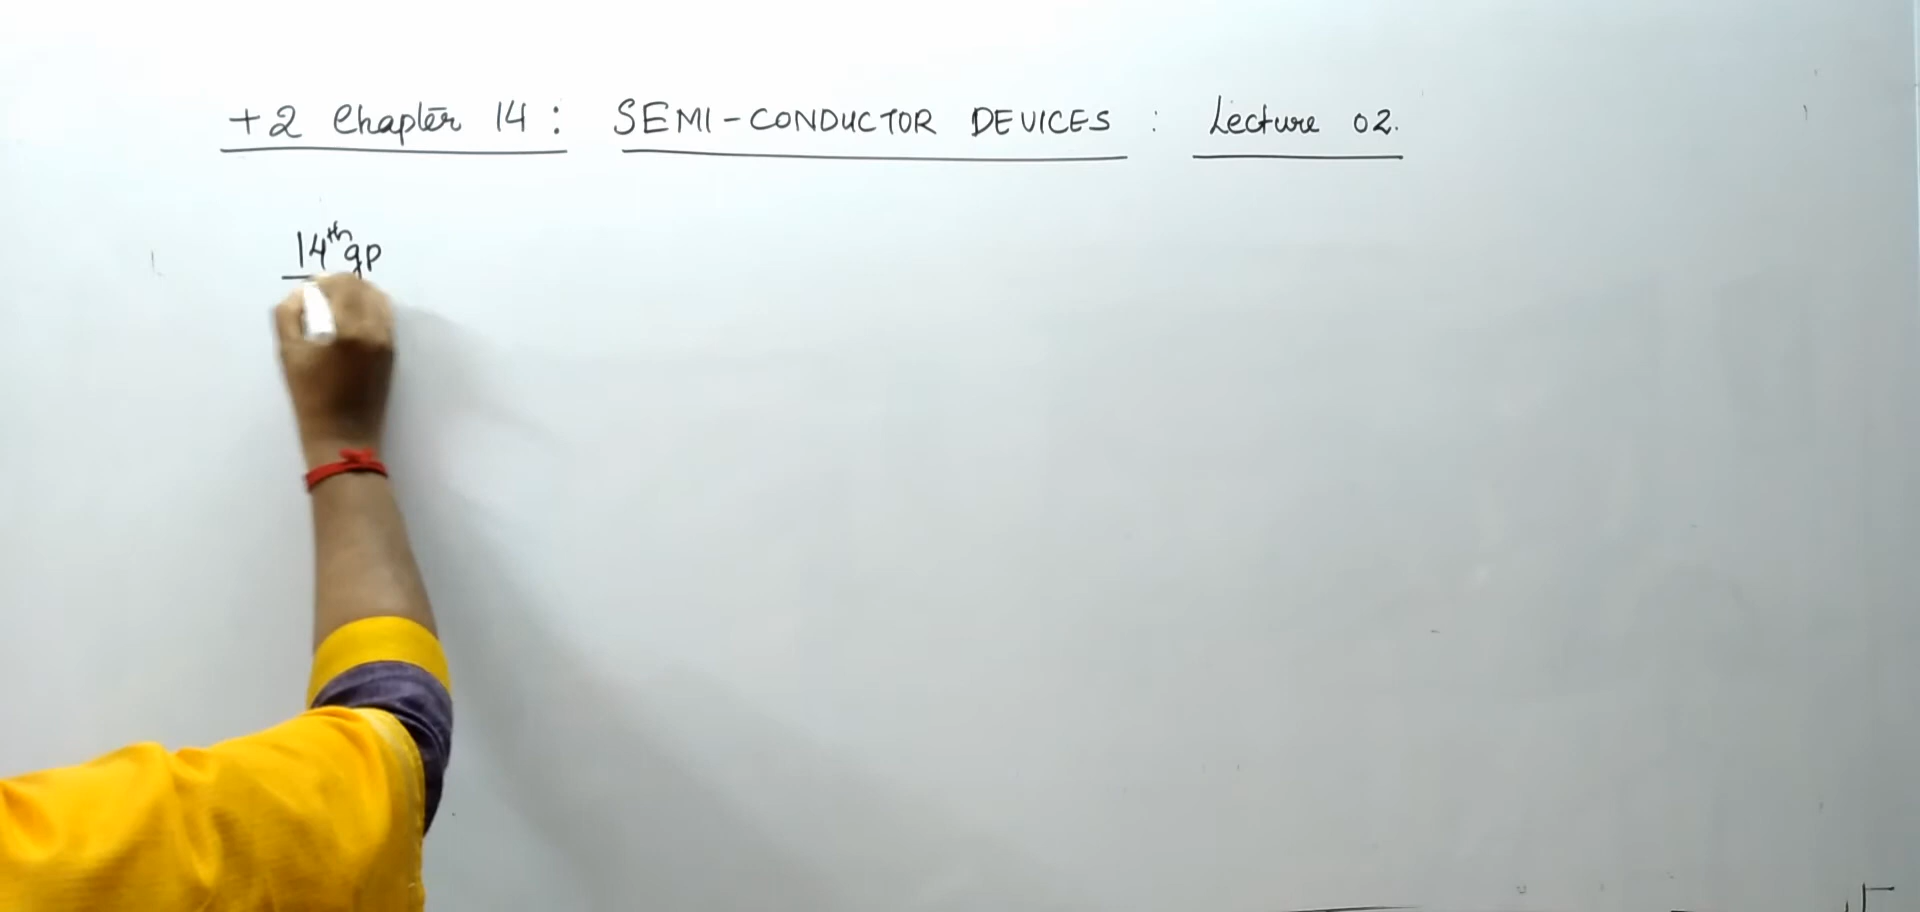 +2 Chapter 14 : SEMI-CONDUCTOR DEVICES : Lecture 02.
14th gp